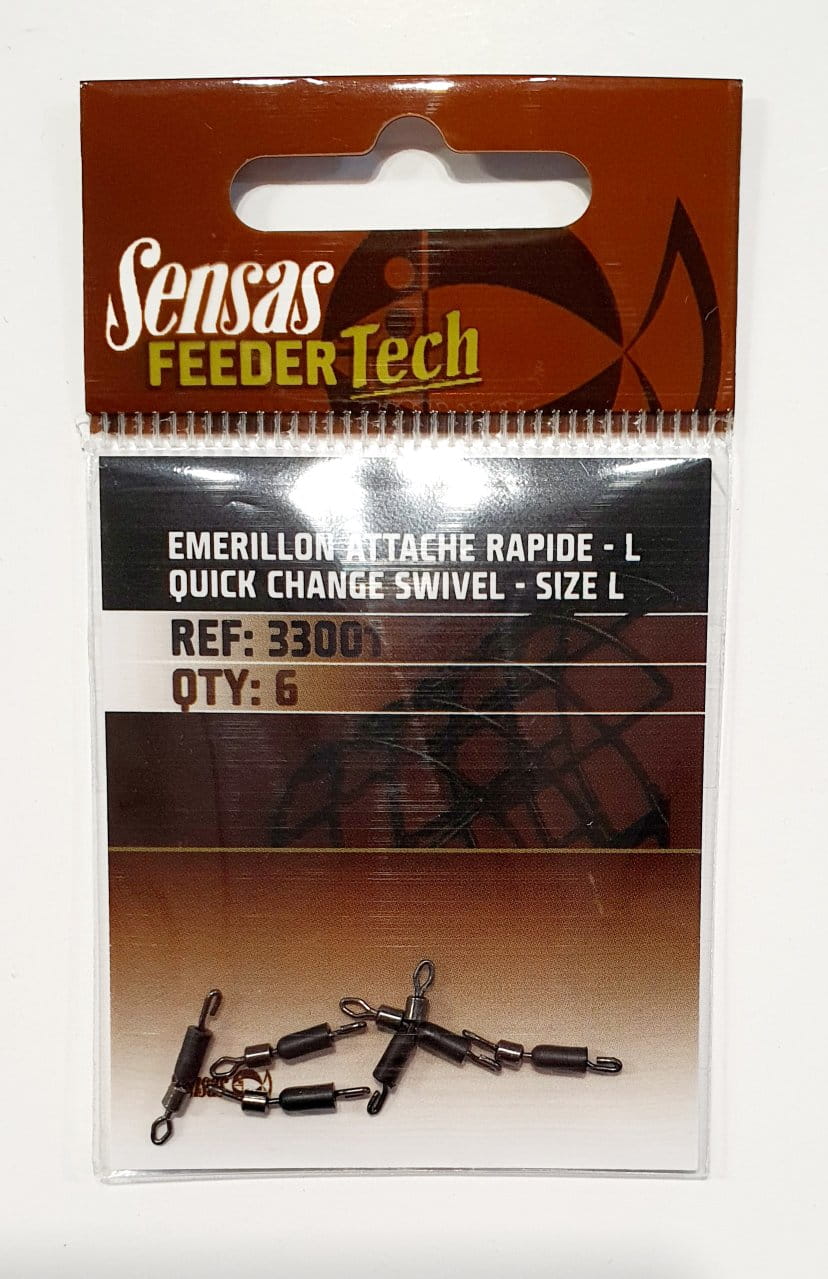 Sensas
FEEDER Tech
EMERILLON ATTACHE RAPIDE - L
QUICK CHANGE SWIVEL - SIZE L
REF: 33001
QTY: 6